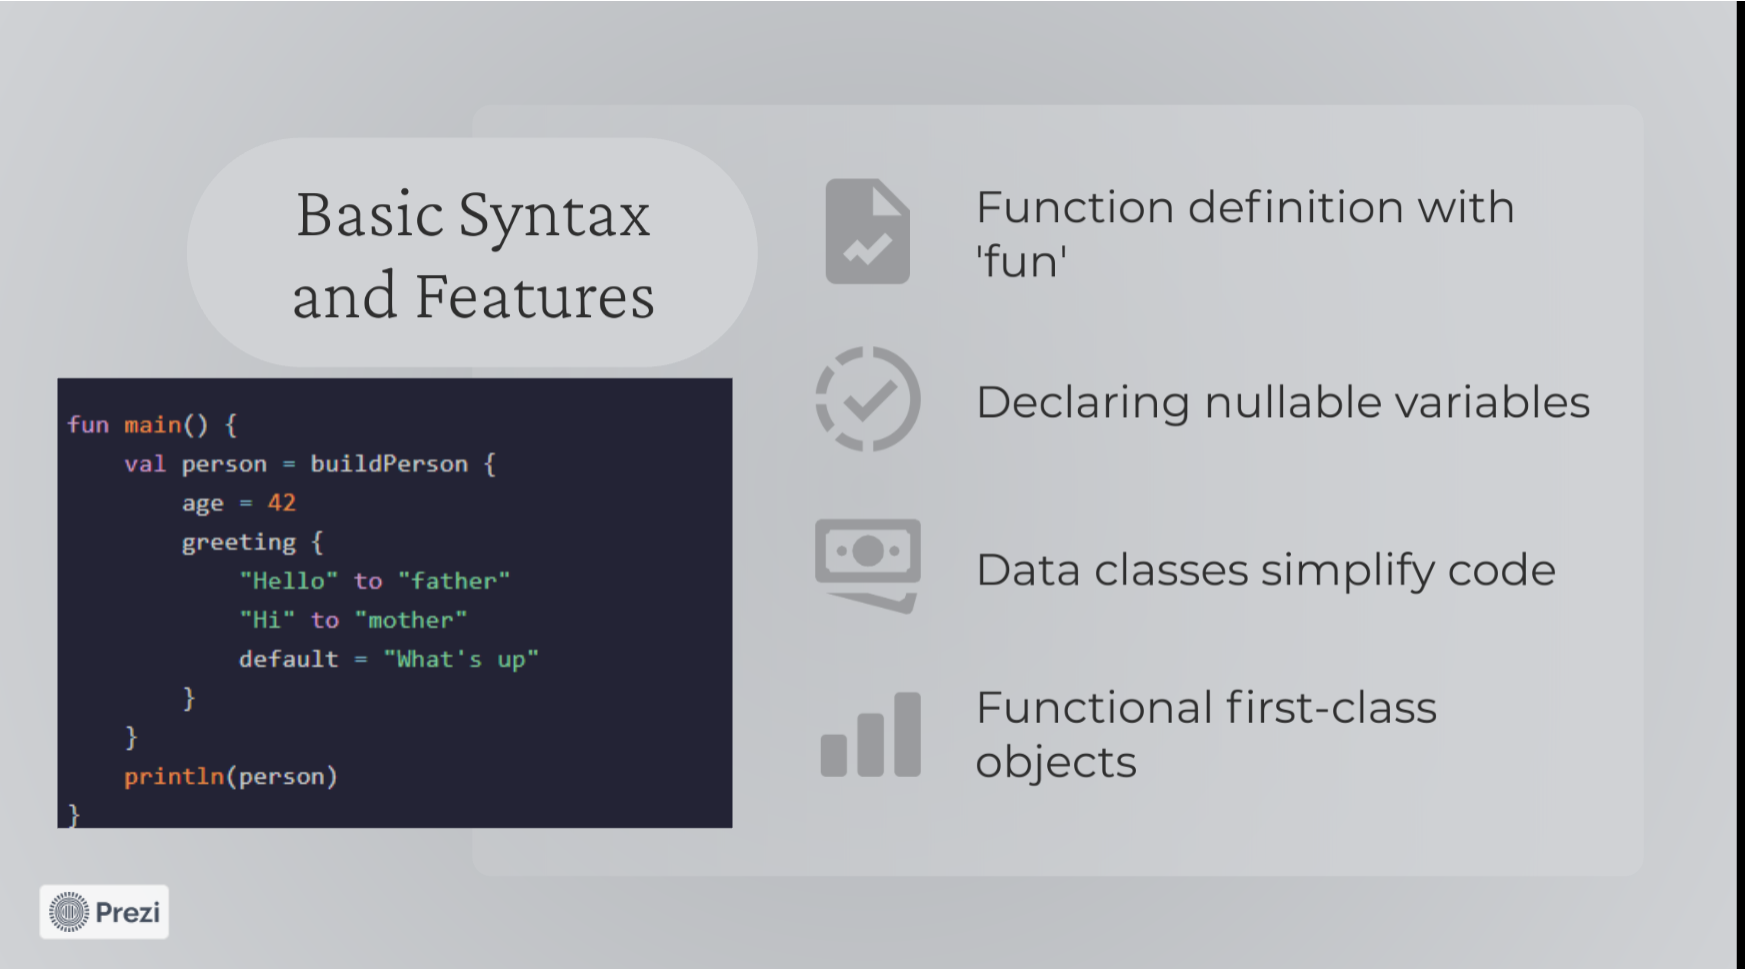 Basic Syntax
and Features
fun main() {
    val person = buildPerson {
        age = 42
        greeting {
            "Hello" to "father"
            "Hi" to "mother"
            default = "What's up"
        }
    }
    println(person)
}
Function definition with
'fun'
Declaring nullable variables
Data classes simplify code
Functional first-class
objects
Prezi